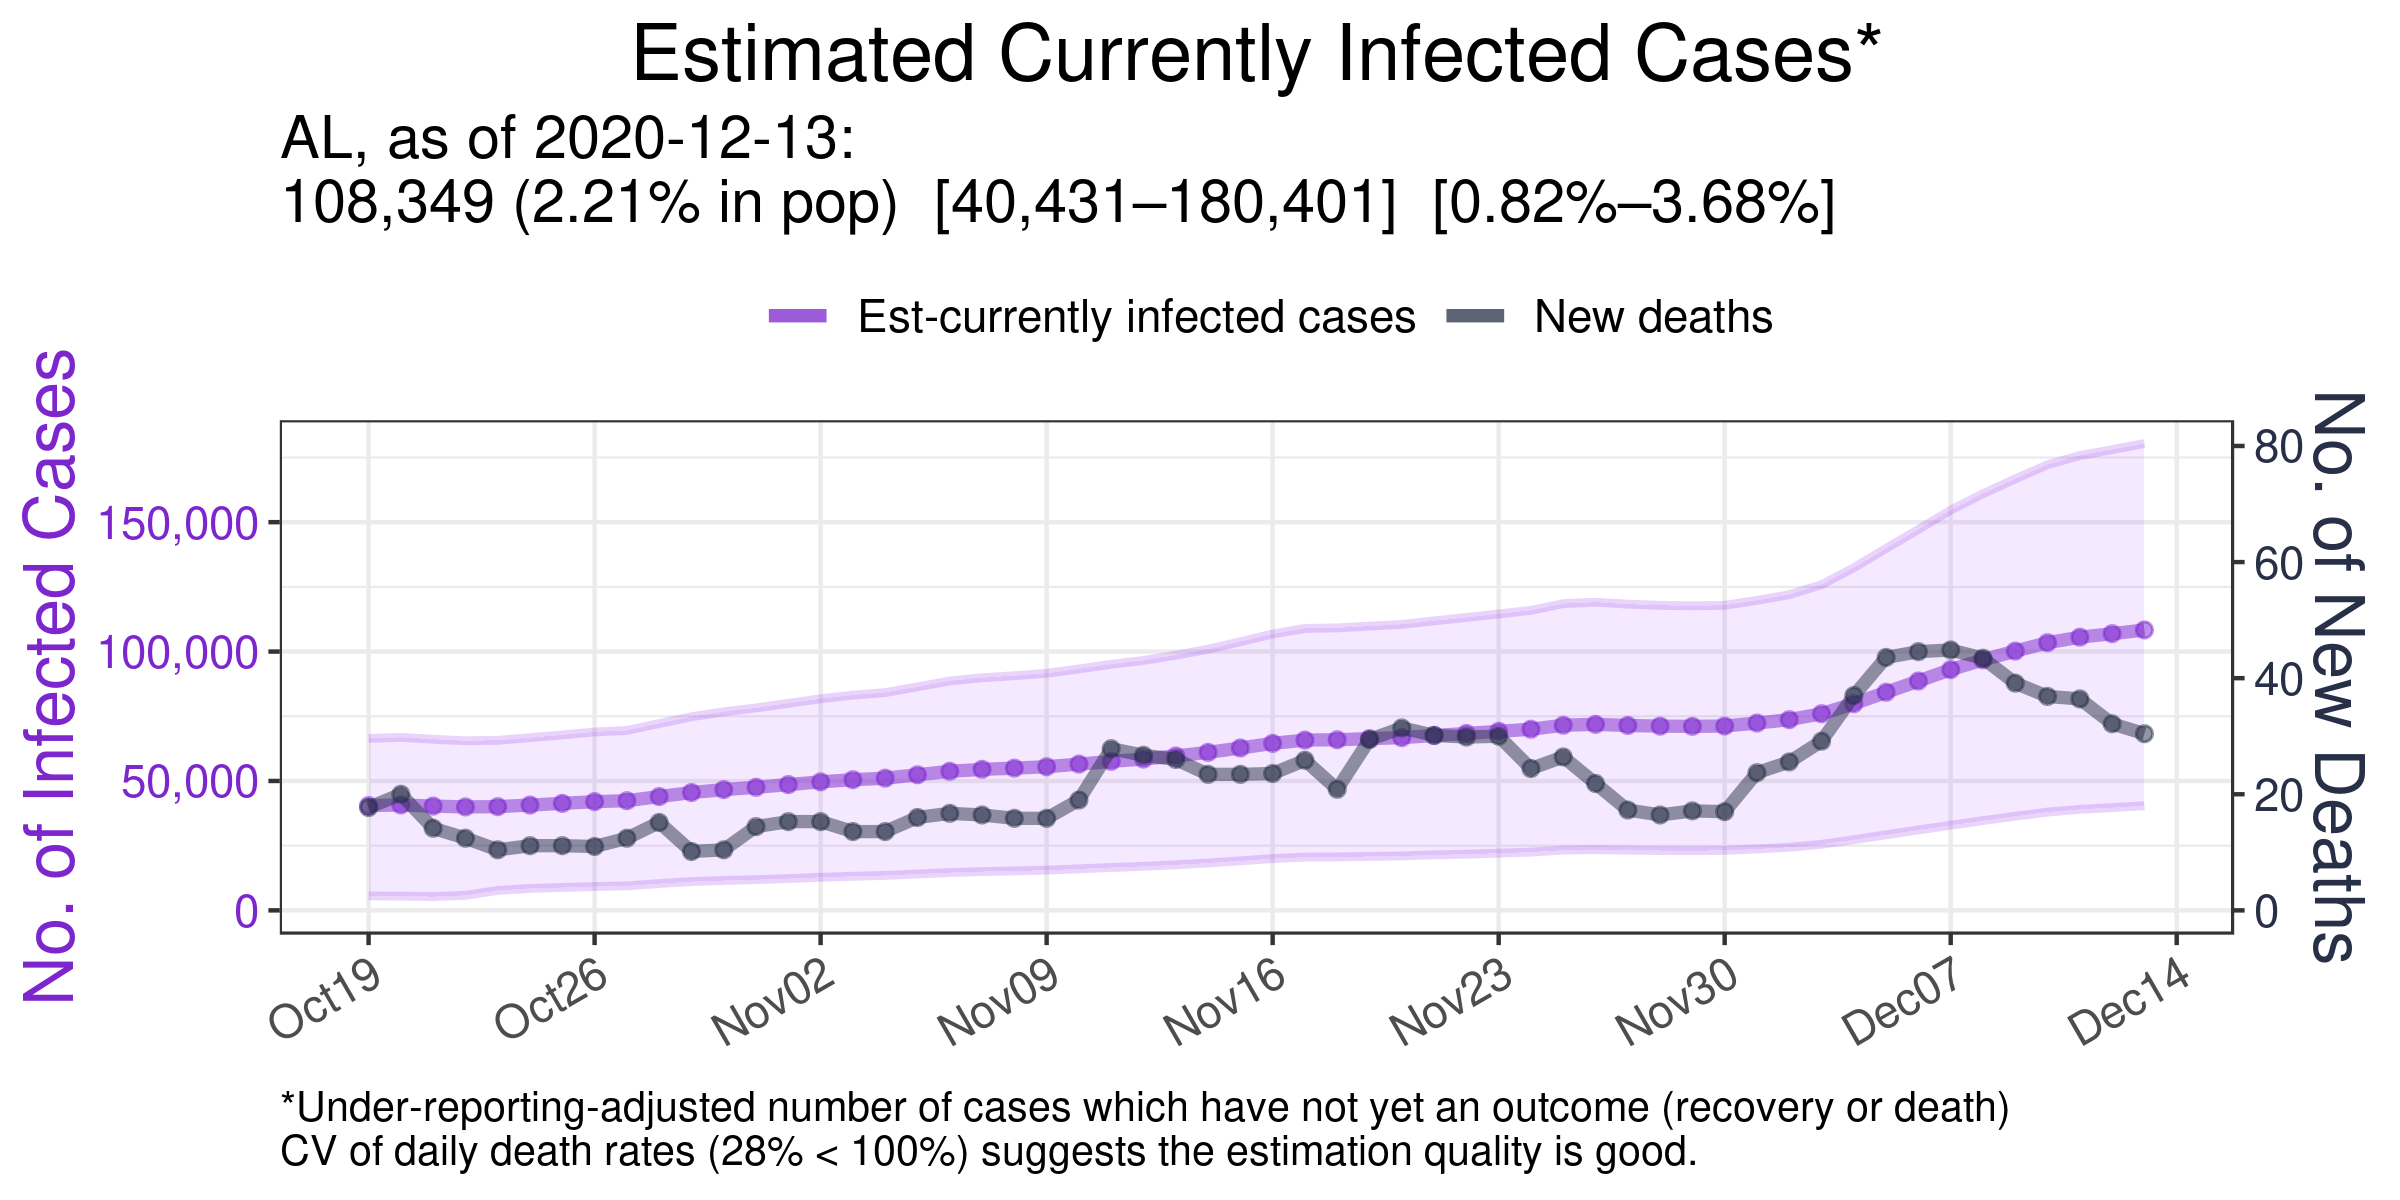 Estimated Currently Infected Cases*
AL, as of 2020-12-13:
108,349 (2.21% in pop) [40,431–180,401] [0.82%–3.68%]
Est-currently infected cases
New deaths
No. of Infected Cases
150,000
100,000
50,000
0
80
60
40
20
0
No. of New Deaths
Oct19
Oct26
Nov02
Nov09
Nov16
Nov23
Nov30
Dec07
Dec14
*Under-reporting-adjusted number of cases which have not yet an outcome (recovery or death)
CV of daily death rates (28% < 100%) suggests the estimation quality is good.